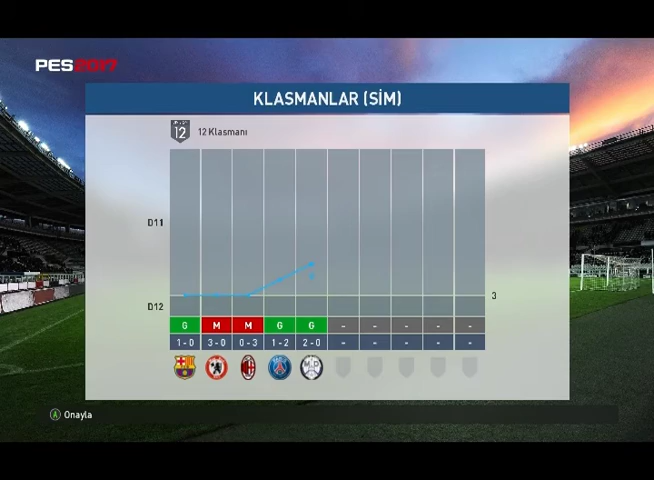 PES2017
KLASMANLAR (SİM)
12
12 Klasmanı
D11
D12
3
G M M G G - - - - -
1-0 3-0 0-3 1-2 2-0 - - - - -
A Onayla